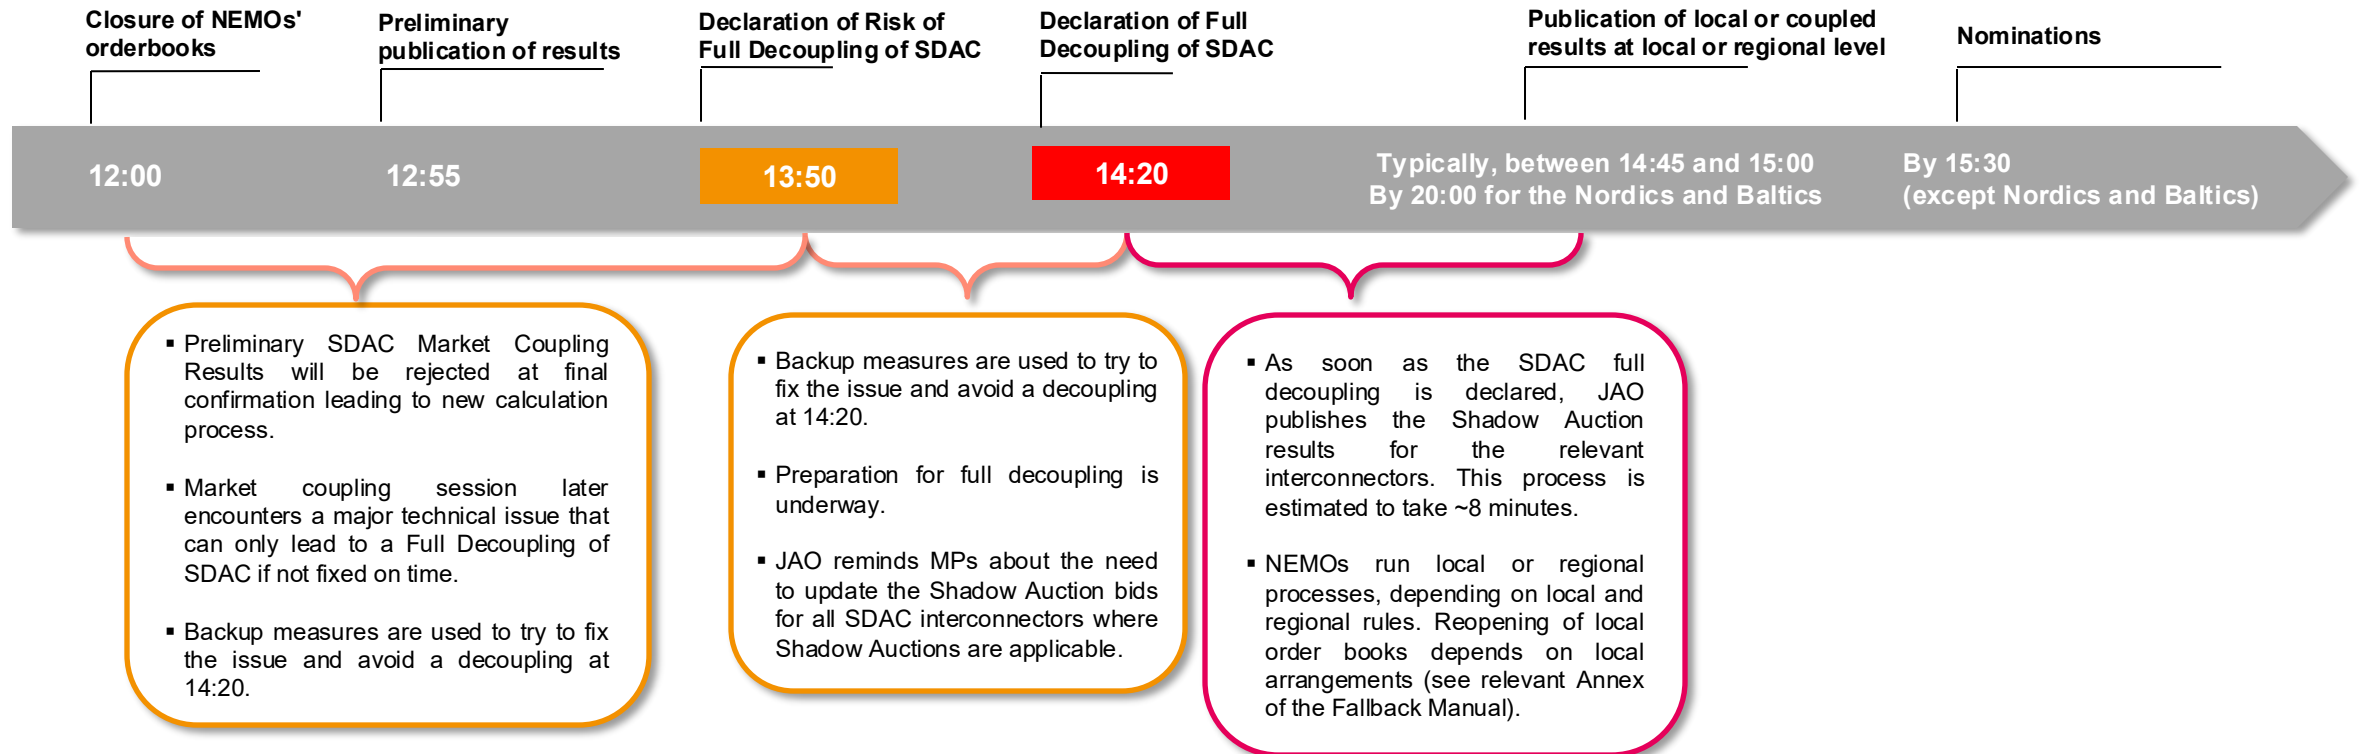 Closure of NEMOs'
orderbooks
Preliminary
publication of results
Declaration of Risk of
Full Decoupling of SDAC
Declaration of Full
Decoupling of SDAC
Publication of local or coupled
results at local or regional level
Nominations
12:00
12:55
13:50
14:20
Typically, between 14:45 and 15:00
By 20:00 for the Nordics and Baltics
By 15:30
(except Nordics and Baltics)
▪ Preliminary SDAC Market Coupling
Results will be rejected at final
confirmation leading to new calculation
process.
▪ Market coupling session later
encounters a major technical issue that
can only lead to a Full Decoupling of
SDAC if not fixed on time.
▪ Backup measures are used to try to fix
the issue and avoid a decoupling at
14:20.
▪ Backup measures are used to try to
fix the issue and avoid a decoupling
at 14:20.
▪ Preparation for full decoupling is
underway.
▪ JAO reminds MPs about the need
to update the Shadow Auction bids
for all SDAC interconnectors where
Shadow Auctions are applicable.
▪ As soon as the SDAC full
decoupling is declared, JAO
publishes the Shadow Auction
results for the relevant
interconnectors. This process is
estimated to take ~8 minutes.
▪ NEMOs run local or regional
processes, depending on local and
regional rules. Reopening of local
order books depends on local
arrangements (see relevant Annex
of the Fallback Manual).